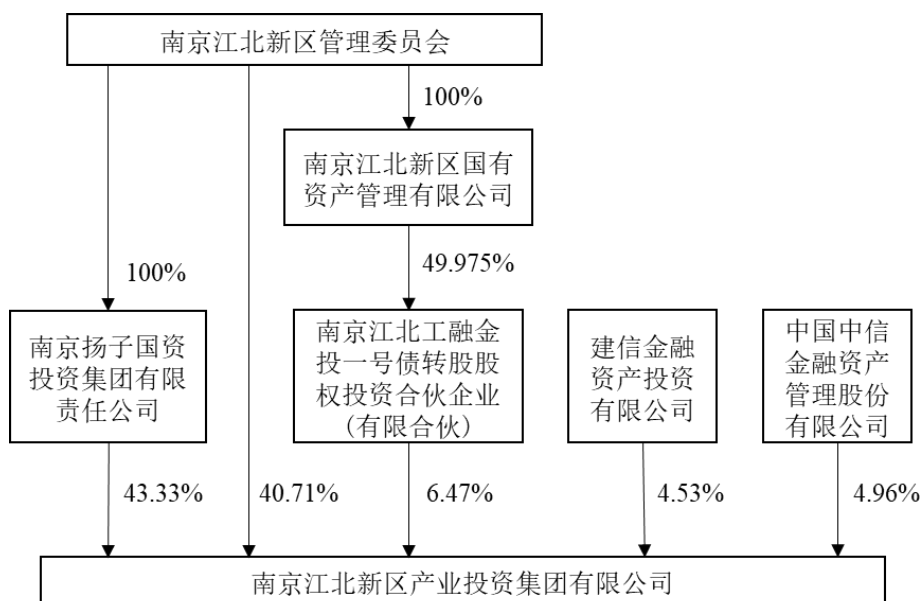 南京江北新区管理委员会
100%
南京江北新区国有
资产管理有限公司
100%
49.975%
南京扬子国资
投资集团有限
责任公司
南京江北工融金
投一号债转股股
权投资合伙企业
(有限合伙)
建信金融
资产投资
有限公司
中国中信
金融资产
管理股份
有限公司
43.33%
40.71%
6.47%
4.53%
4.96%
南京江北新区产业投资集团有限公司